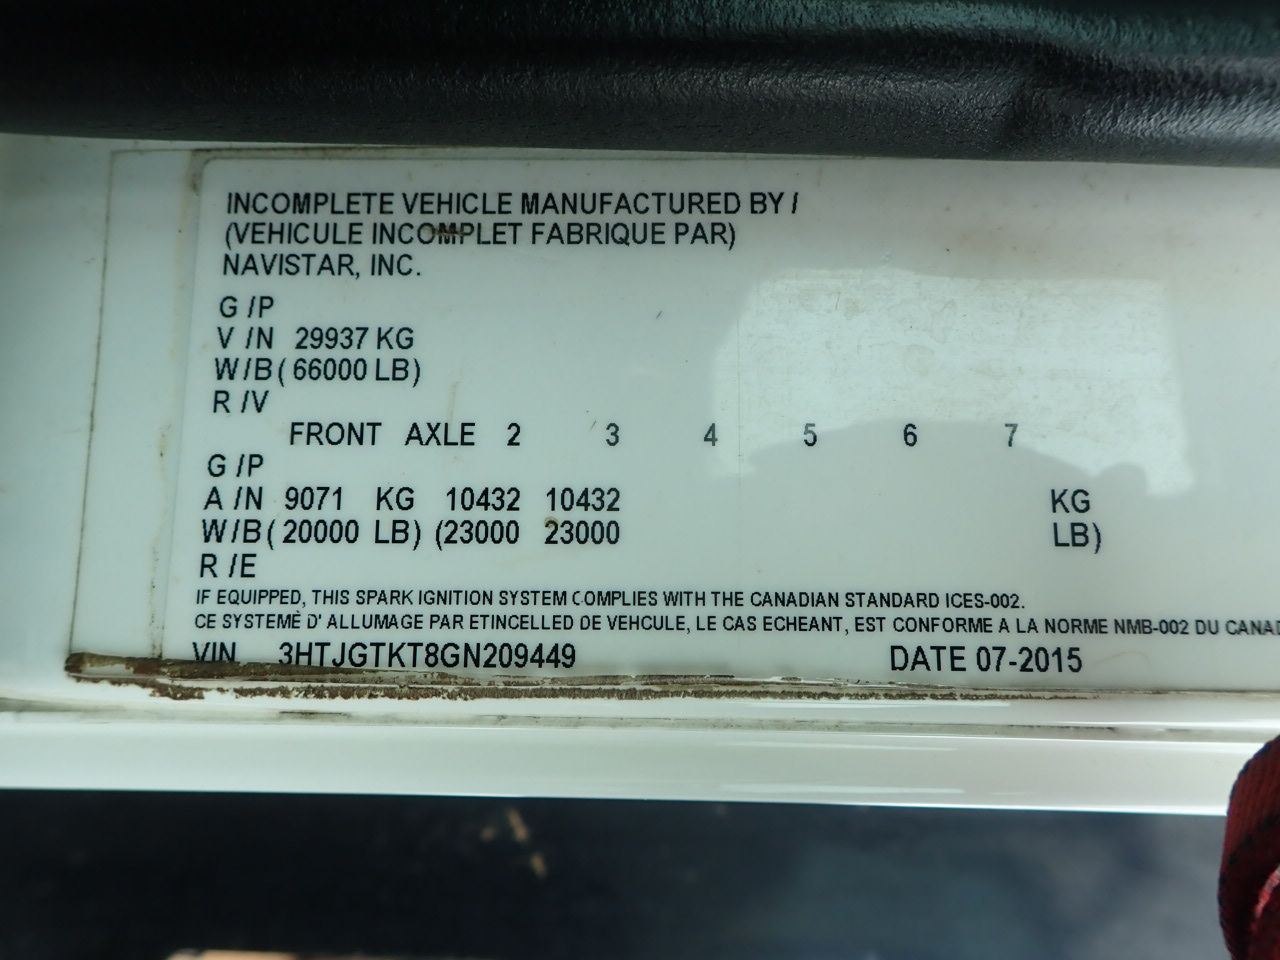 INCOMPLETE VEHICLE MANUFACTURED BY /
(VEHICULE INCOMPLET FABRIQUE PAR)
NAVISTAR, INC.
G /P
V /N 29937 KG
W/B ( 66000 LB)
R /V
FRONT AXLE 2 3 4 5 6 7
G /P
A /N 9071 KG 10432 10432 KG
W/B ( 20000 LB) (23000 23000 LB)
R /E
IF EQUIPPED, THIS SPARK IGNITION SYSTEM COMPLIES WITH THE CANADIAN STANDARD ICES-002.
CE SYSTEMÈ D' ALLUMAGE PAR ETINCELLED DE VEHCULE, LE CAS ECHEANT, EST CONFORME A LA NORME NMB-002 DU CANAD
VIN 3HTJGTKT8GN209449 DATE 07-2015